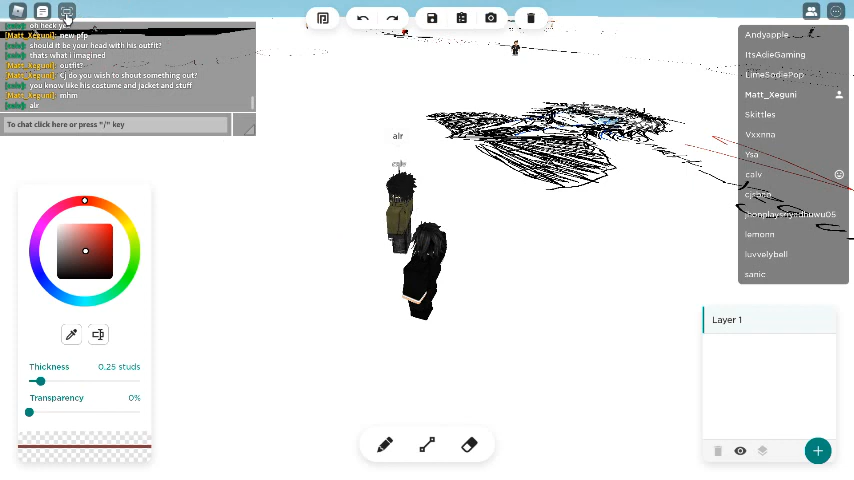 [calv]: oh heck ye
[Matt_Xeguni]: new pfp
[calv]: should it be your head with his outfit?
[calv]: thats what i imagined
[Matt_Xeguni]: outfit?
[Matt_Xeguni]: Cj do you wish to shout something out?
[calv]: you know like his costume and jacket and stuff
[Matt_Xeguni]: mhm
[calv]: alr
To chat click here or press "/" key
alr
calv
Thickness 0.25 studs
Transparency 0%
Andyapple
ItsAdieGaming
LimeSodiePop
Matt_Xeguni
Skittles
Vxxnna
Ysa
calv
lemonn
luvvelybell
sanic
Layer 1